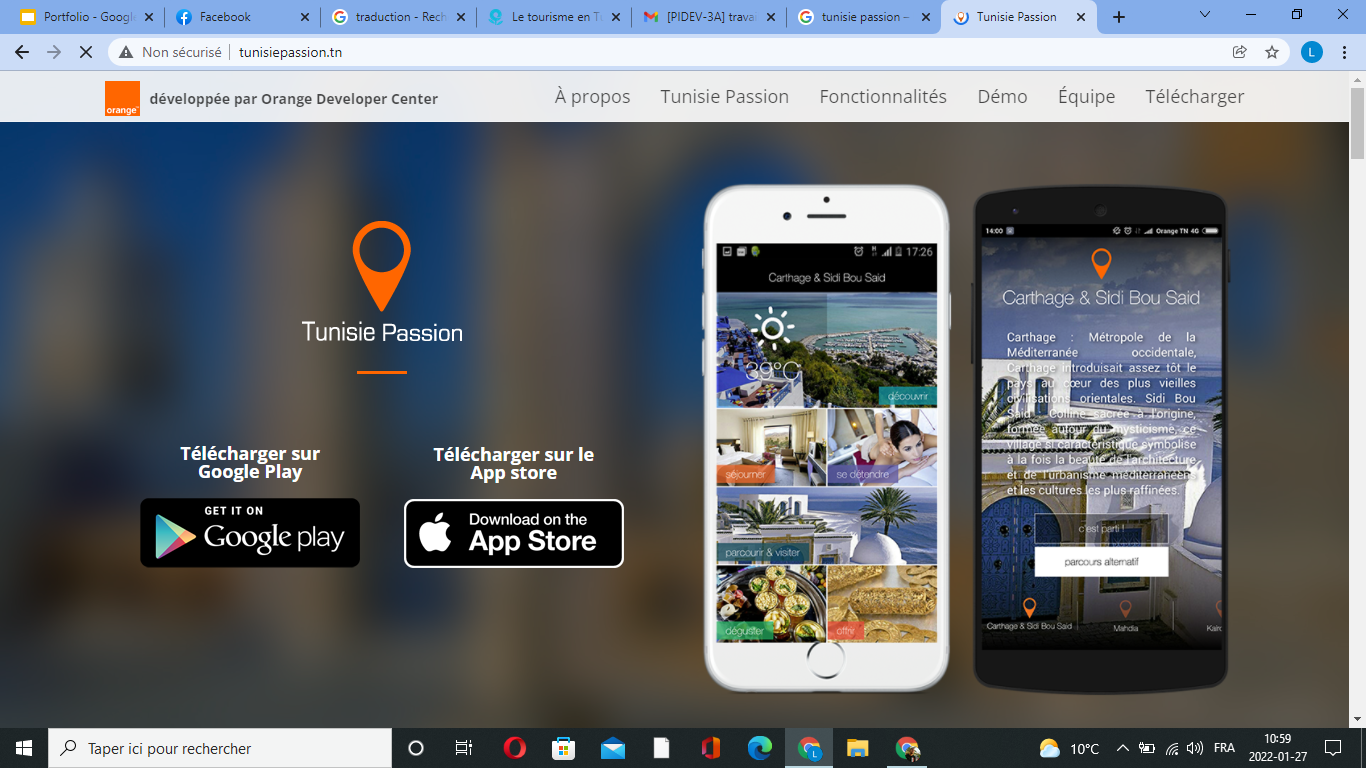 Portfolio - Google
Facebook
traduction - Rech
Le tourisme en Tu
[PIDEV-3A] travai
tunisie passion –
Tunisie Passion
Non sécurisé
tunisiepassion.tn
L
orange
développée par Orange Developer Center
À propos
Tunisie Passion
Fonctionnalités
Démo
Équipe
Télécharger
Tunisie Passion
Télécharger sur
Google Play
GET IT ON
Google play
Télécharger sur le
App store
Download on the
App Store
17:26
Carthage & Sidi Bou Said
39°C
découvrir
séjourner
se détendre
parcourir & visiter
déguster
offrir
14:00
Orange TN 4G
Carthage & Sidi Bou Said
Carthage : Métropole de la
Méditerranée occidentale,
Carthage introduisait assez tôt le
pays au cœur des plus vieilles
civilisations orientales. Sidi Bou
Said : Colline sacrée à l'origine,
formée autour du mysticisme, ce
village si caractéristique symbolise
à la fois la beauté de l'architecture
et de l'urbanisme méditerranéens
et les cultures les plus raffinées.
c'est parti !
parcours alternatif
Carthage & Sidi Bou Said
Mahdia
Kairo
Taper ici pour rechercher
L
10°C
FRA
10:59
2022-01-27